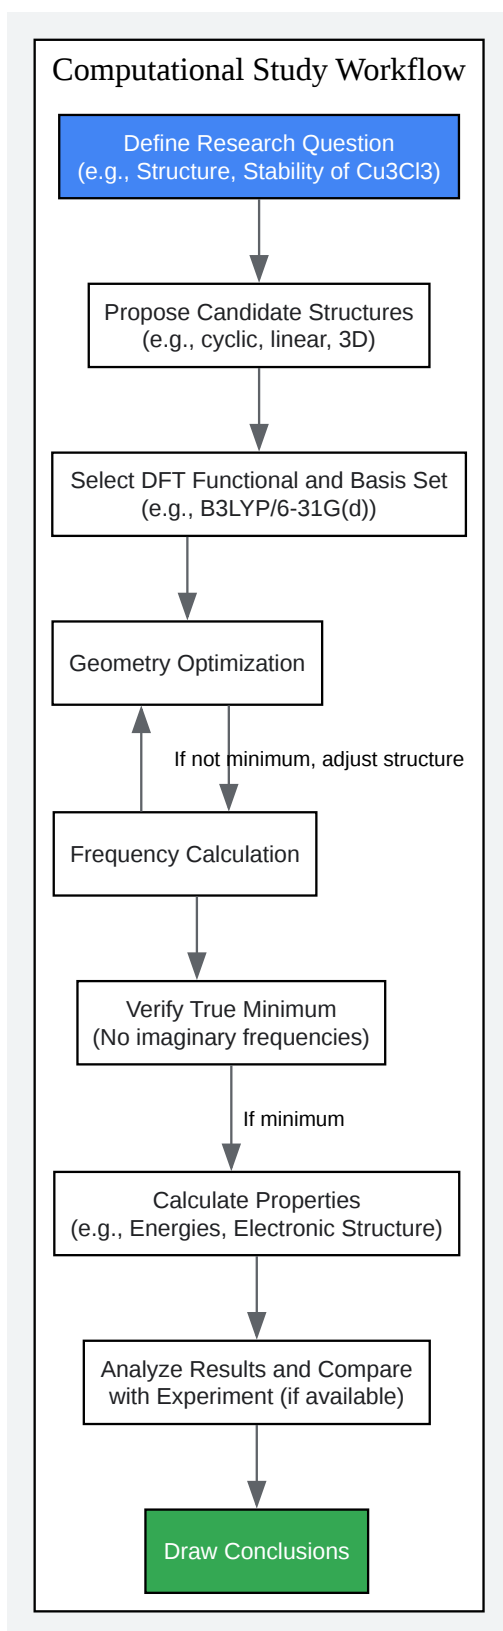 Computational Study Workflow
Define Research Question
(e.g., Structure, Stability of Cu3Cl3)
Propose Candidate Structures
(e.g., cyclic, linear, 3D)
Select DFT Functional and Basis Set
(e.g., B3LYP/6-31G(d))
Geometry Optimization
If not minimum, adjust structure
Frequency Calculation
Verify True Minimum
(No imaginary frequencies)
If minimum
Calculate Properties
(e.g., Energies, Electronic Structure)
Analyze Results and Compare
with Experiment (if available)
Draw Conclusions